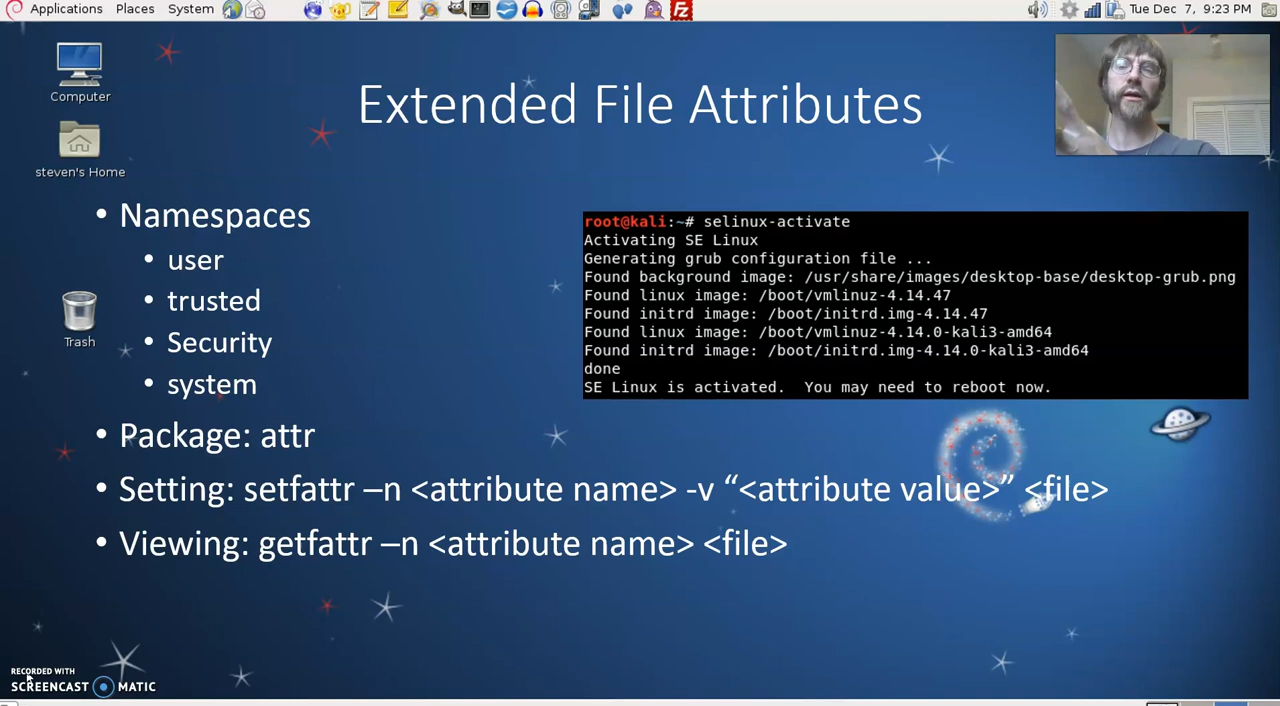 Applications Places System
Tue Dec 7, 9:23 PM
Computer
steven's Home
Trash
Extended File Attributes
• Namespaces
• user
• trusted
• Security
• system
• Package: attr
• Setting: setfattr –n <attribute name> -v “<attribute value>” <file>
• Viewing: getfattr –n <attribute name> <file>
root@kali:~# selinux-activate
Activating SE Linux
Generating grub configuration file ...
Found background image: /usr/share/images/desktop-base/desktop-grub.png
Found linux image: /boot/vmlinuz-4.14.47
Found initrd image: /boot/initrd.img-4.14.47
Found linux image: /boot/vmlinuz-4.14.0-kali3-amd64
Found initrd image: /boot/initrd.img-4.14.0-kali3-amd64
done
SE Linux is activated.  You may need to reboot now.
RECORDED WITH
SCREENCAST MATIC